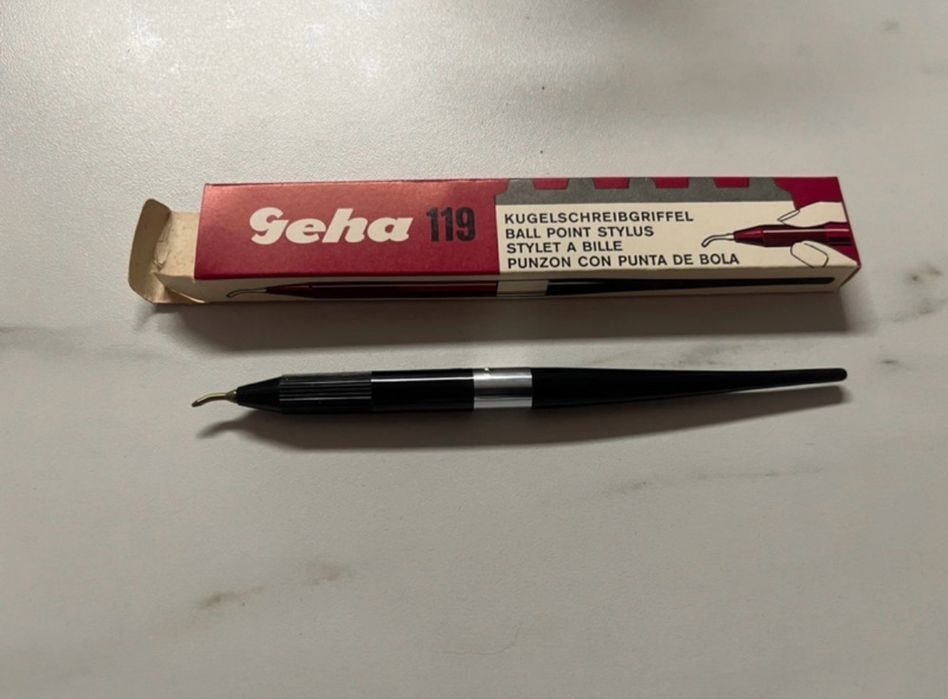 Geha 119
KUGELSCHREIBGRIFFEL
BALL POINT STYLUS
STYLET A BILLE
PUNZON CON PUNTA DE BOLA